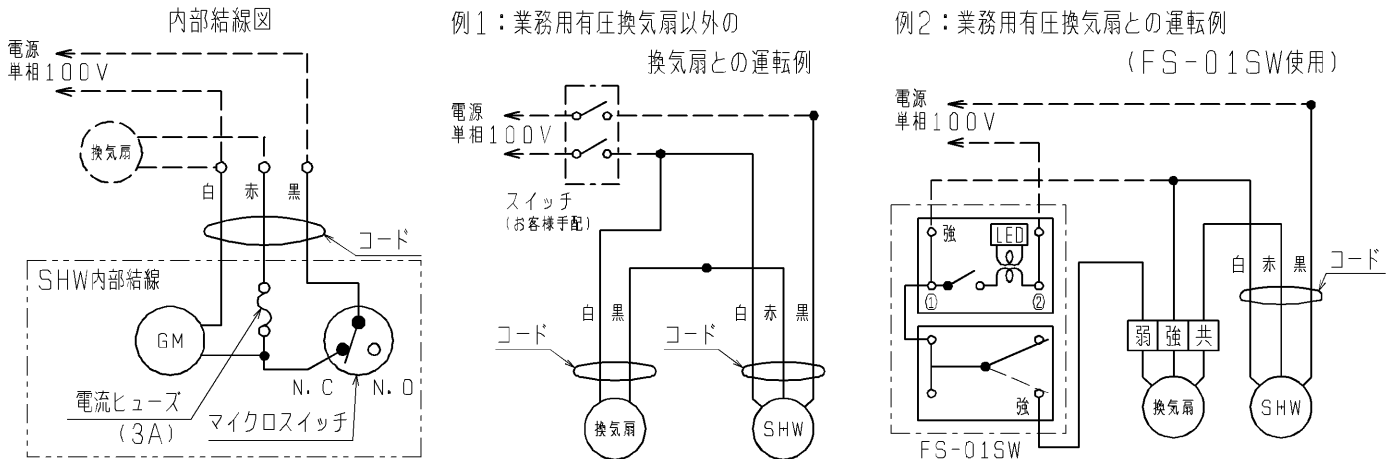 内部結線図
電源
単相100V
換気扇
白 赤 黒
コード
SHW内部結線
GM
N.C N.O
電流ヒューズ
(3A)
マイクロスイッチ
例1:業務用有圧換気扇以外の
換気扇との運転例
電源
単相100V
スイッチ
(お客様手配)
白 黒
白 赤 黒
コード
コード
換気扇
SHW
例2:業務用有圧換気扇との運転例
(FS-01SW使用)
電源
単相100V
強
LED
① ②
強
FS-01SW
弱 強 共
換気扇
白 赤 黒
コード
SHW